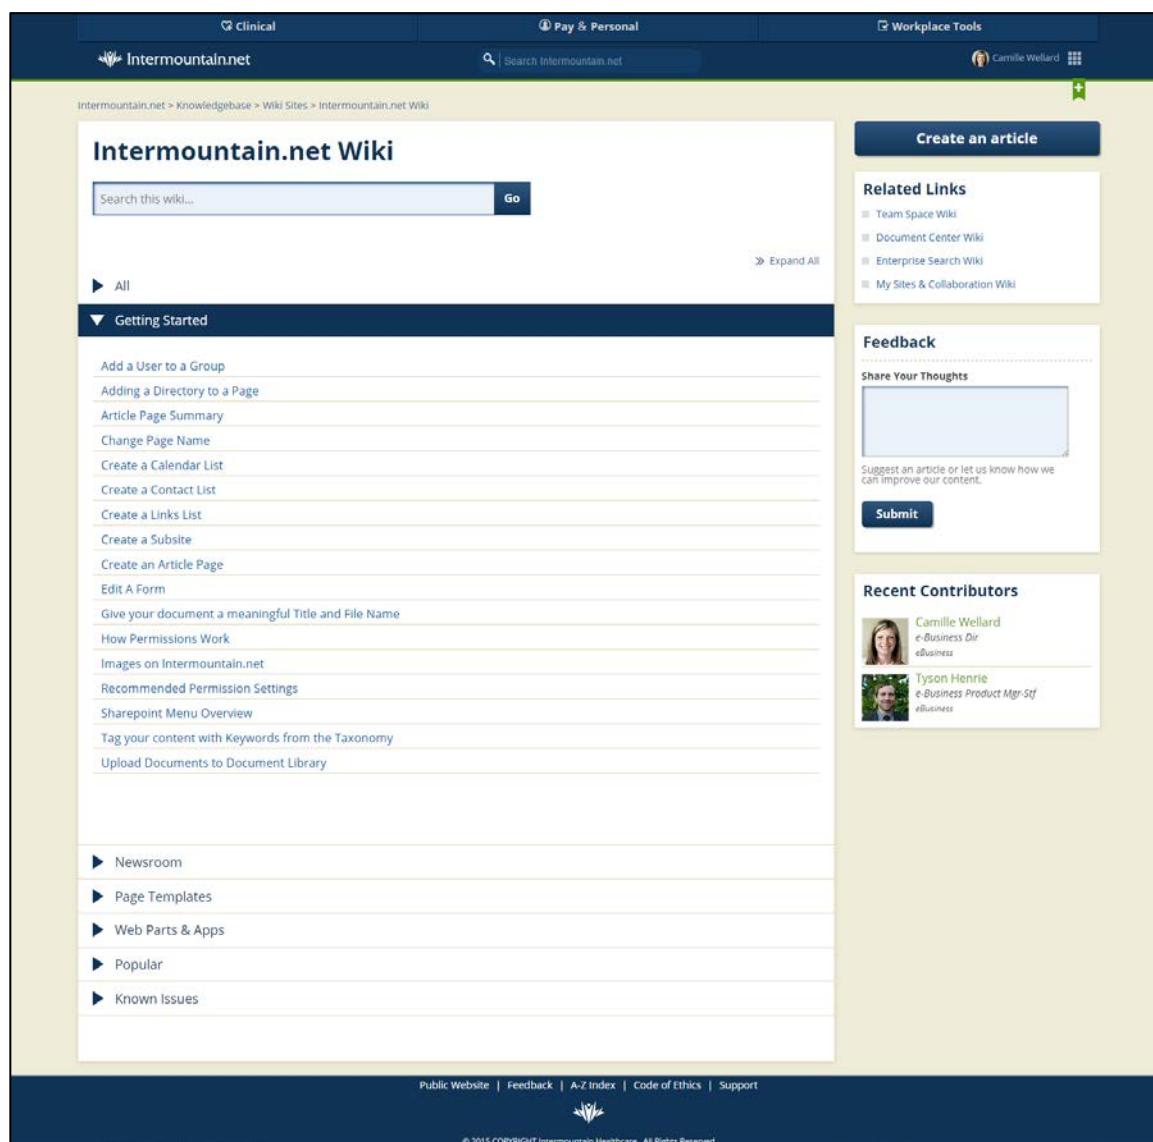 Clinical
Pay & Personal
Workplace Tools
Intermountain.net
Search Intermountain.net
Camille Wellard
Intermountain.net > Knowledgebase > Wiki Sites > Intermountain.net Wiki
Intermountain.net Wiki
Search this wiki...
Go
Expand All
All
Getting Started
Add a User to a Group
Adding a Directory to a Page
Article Page Summary
Change Page Name
Create a Calendar List
Create a Contact List
Create a Links List
Create a Subsite
Create an Article Page
Edit A Form
Give your document a meaningful Title and File Name
How Permissions Work
Images on Intermountain.net
Recommended Permission Settings
Sharepoint Menu Overview
Tag your content with Keywords from the Taxonomy
Upload Documents to Document Library
Newsroom
Page Templates
Web Parts & Apps
Popular
Known Issues
Create an article
Related Links
Team Space Wiki
Document Center Wiki
Enterprise Search Wiki
My Sites & Collaboration Wiki
Feedback
Share Your Thoughts
Suggest an article or let us know how we
can improve our content.
Submit
Recent Contributors
Camille Wellard
e-Business Dir
eBusiness
Tyson Henrie
e-Business Product Mgr-Stf
eBusiness
Public Website | Feedback | A-Z Index | Code of Ethics | Support
© 2015 COPYRIGHT Intermountain Healthcare. All Rights Reserved.